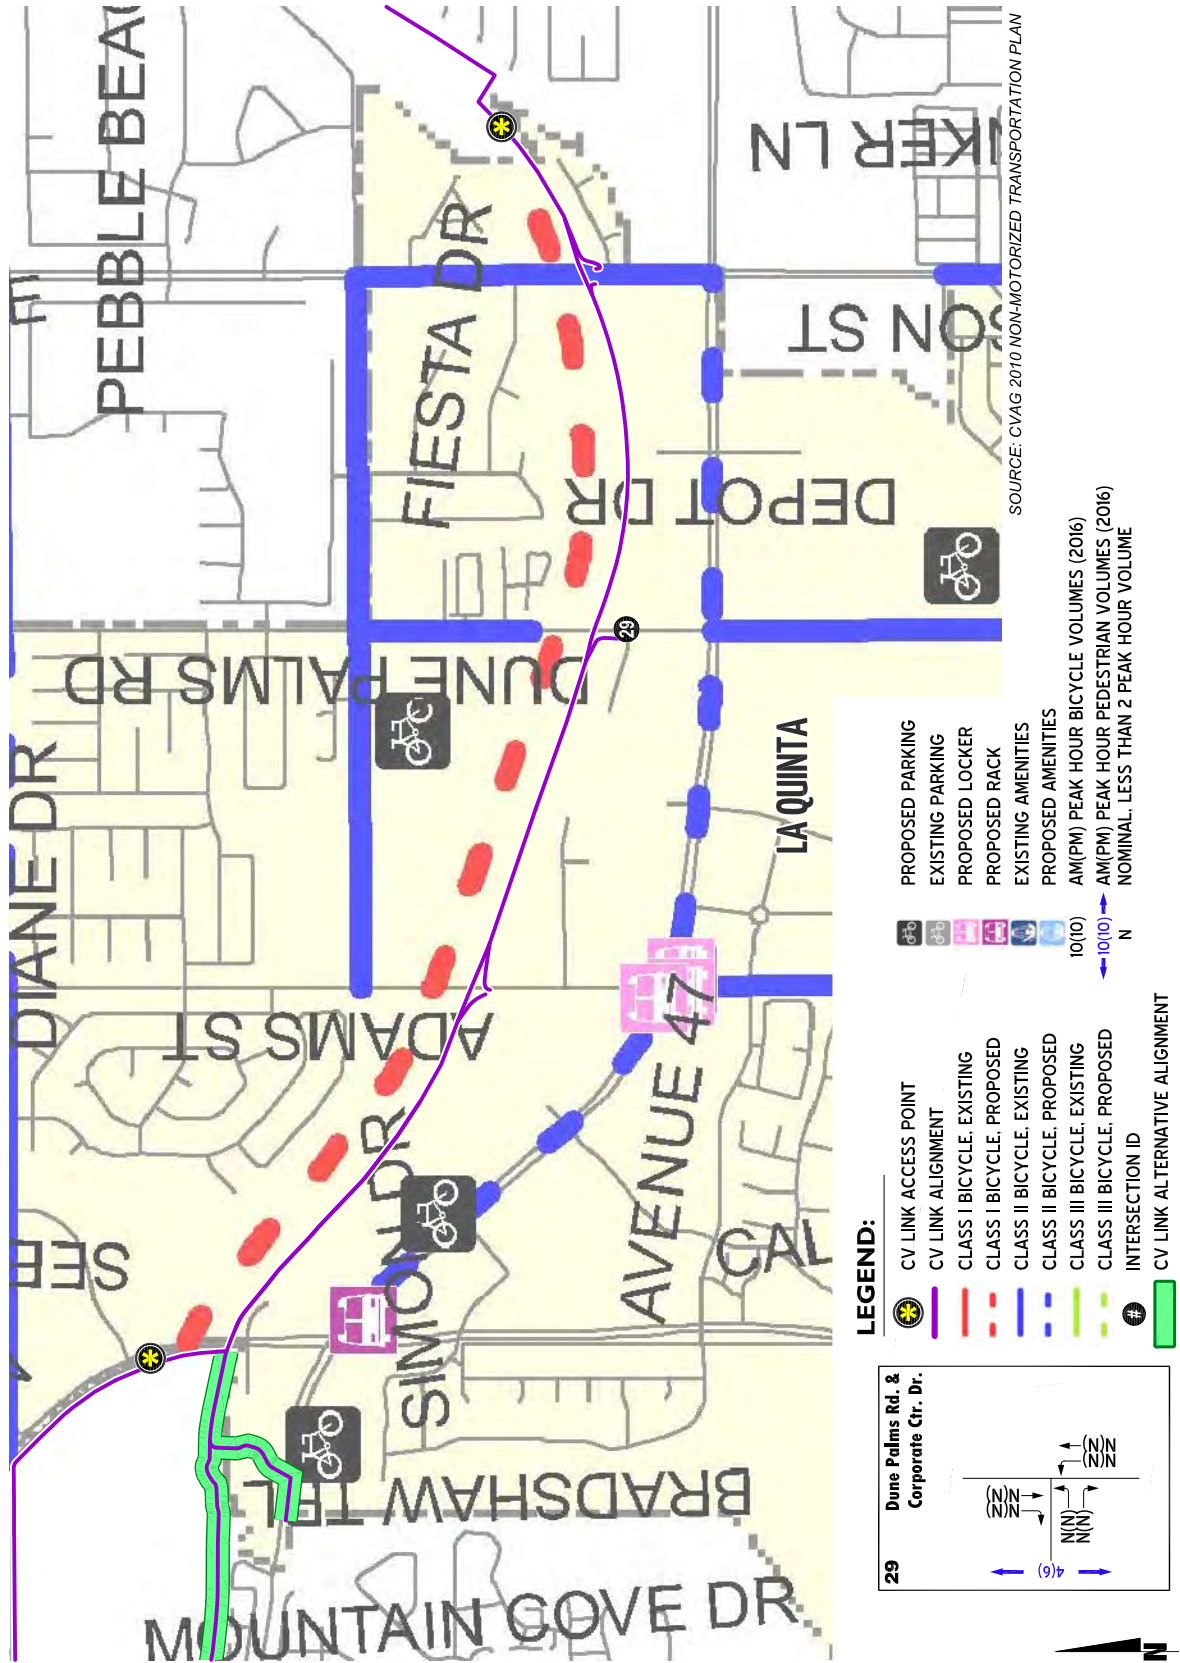 PEBBLE BEAC
FIESTA DR
NKER LN
SON ST
DEPOT DR
DUNE PALMS RD
DIANE DR
ADAMS ST
LA QUINTA
AVENUE 47
SIMON DR
SEE
CAL
BRADSHAW TRL
MOUNTAIN COVE DR
29
SOURCE: CVAG 2010 NON-MOTORIZED TRANSPORTATION PLAN
LEGEND:
CV LINK ACCESS POINT
CV LINK ALIGNMENT
CLASS I BICYCLE, EXISTING
CLASS I BICYCLE, PROPOSED
CLASS II BICYCLE, EXISTING
CLASS II BICYCLE, PROPOSED
CLASS III BICYCLE, EXISTING
CLASS III BICYCLE, PROPOSED
# INTERSECTION ID
CV LINK ALTERNATIVE ALIGNMENT
PROPOSED PARKING
EXISTING PARKING
PROPOSED LOCKER
PROPOSED RACK
EXISTING AMENITIES
PROPOSED AMENITIES
10(10) AM(PM) PEAK HOUR BICYCLE VOLUMES (2016)
10(10) AM(PM) PEAK HOUR PEDESTRIAN VOLUMES (2016)
N NOMINAL, LESS THAN 2 PEAK HOUR VOLUME
29 Dune Palms Rd. &
Corporate Ctr. Dr.
N(N)
N(N)
N(N)
N(N)
N(N)
N(N)
4(6)
N